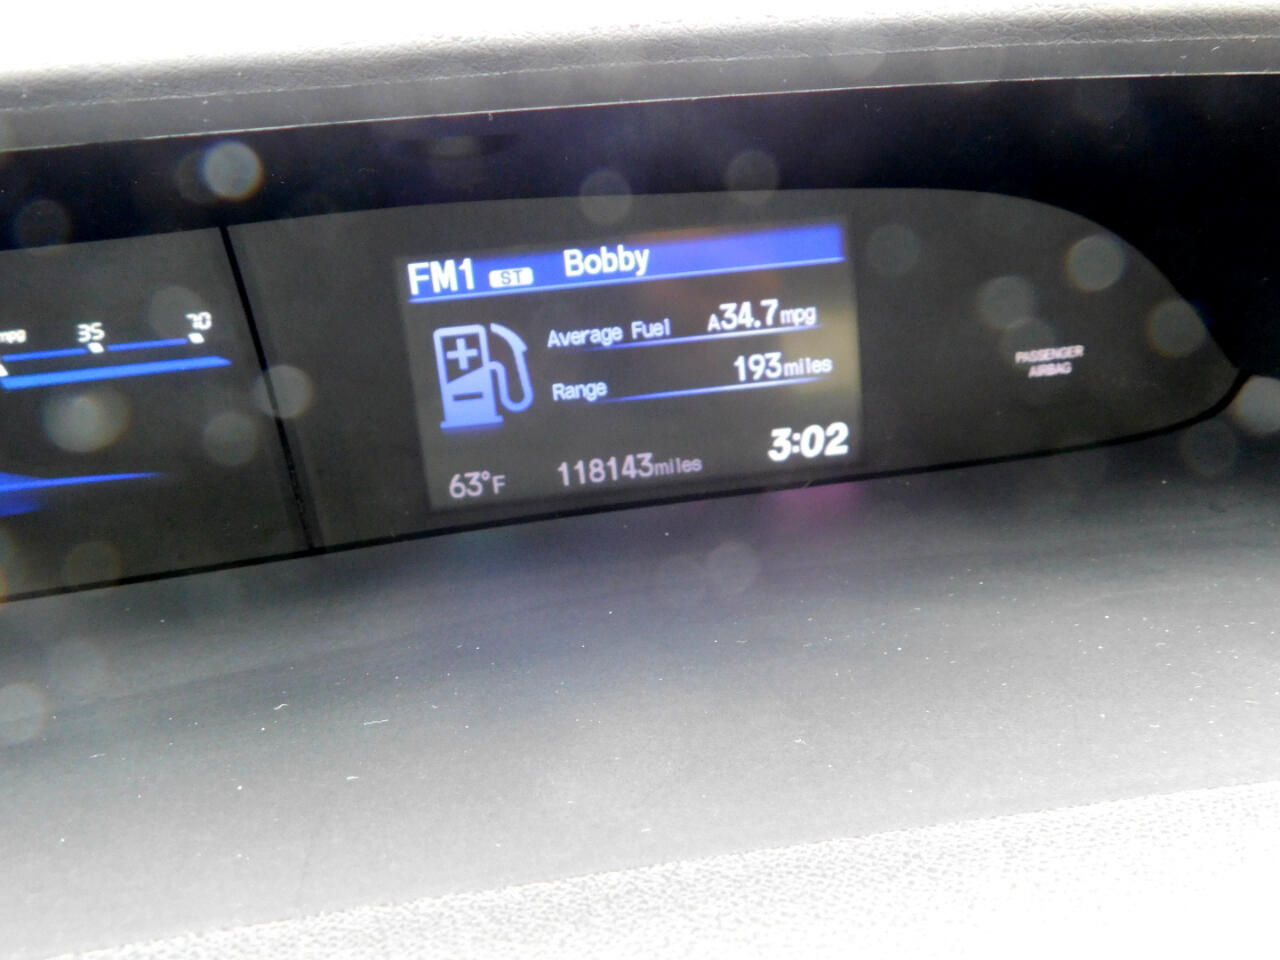 mpg 35 70
FM1 ST Bobby
Average Fuel A34.7mpg
Range 193miles
3:02
63°F 118143miles
PASSENGER
AIRBAG